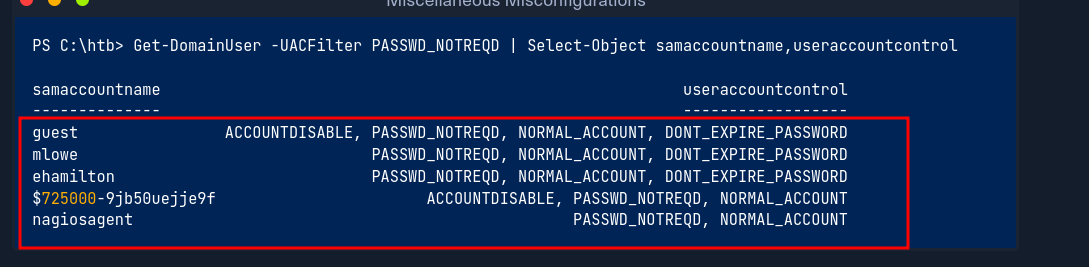 Miscellaneous Misconfigurations
PS C:\htb> Get-DomainUser -UACFilter PASSWD_NOTREQD | Select-Object samaccountname,useraccountcontrol
samaccountname useraccountcontrol
-------------- ------------------
guest ACCOUNTDISABLE, PASSWD_NOTREQD, NORMAL_ACCOUNT, DONT_EXPIRE_PASSWORD
mlowe PASSWD_NOTREQD, NORMAL_ACCOUNT, DONT_EXPIRE_PASSWORD
ehamilton PASSWD_NOTREQD, NORMAL_ACCOUNT, DONT_EXPIRE_PASSWORD
$725000-9jb50uejje9f ACCOUNTDISABLE, PASSWD_NOTREQD, NORMAL_ACCOUNT
nagiosagent PASSWD_NOTREQD, NORMAL_ACCOUNT